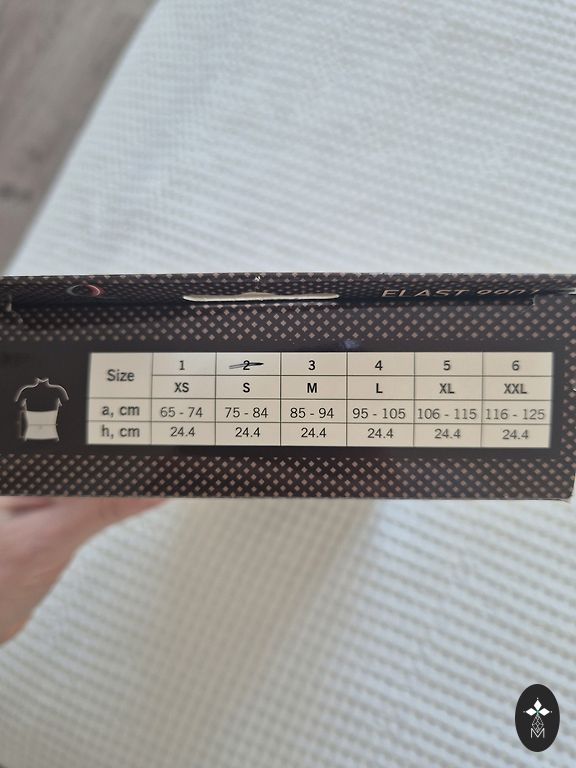 ELAST 9901
Size 1 2 3 4 5 6
XS S M L XL XXL
a, cm 65 - 74 75 - 84 85 - 94 95 - 105 106 - 115 116 - 125
h, cm 24.4 24.4 24.4 24.4 24.4 24.4
M